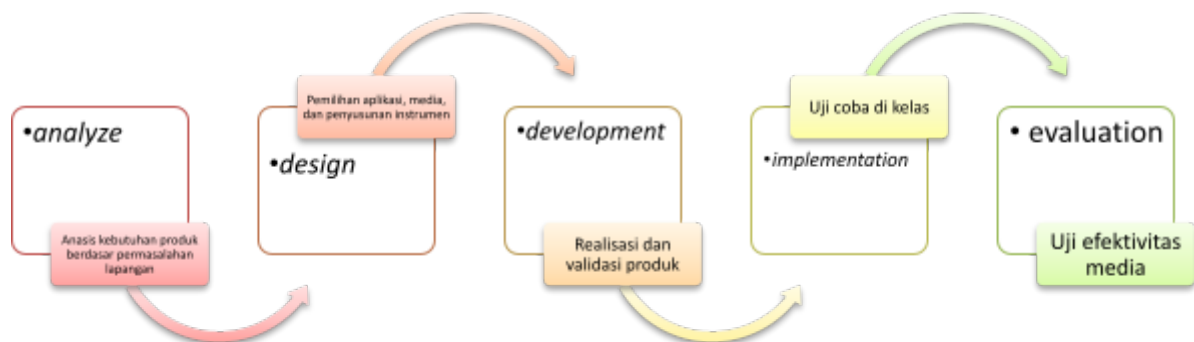 •analyze
Anasis kebutuhan produk
berdasar permasalahan
lapangan
Pemilihan aplikasi, media,
dan penyusunan instrumen
•design
•development
Realisasi dan
validasi produk
Uji coba di kelas
•implementation
• evaluation
Uji efektivitas
media